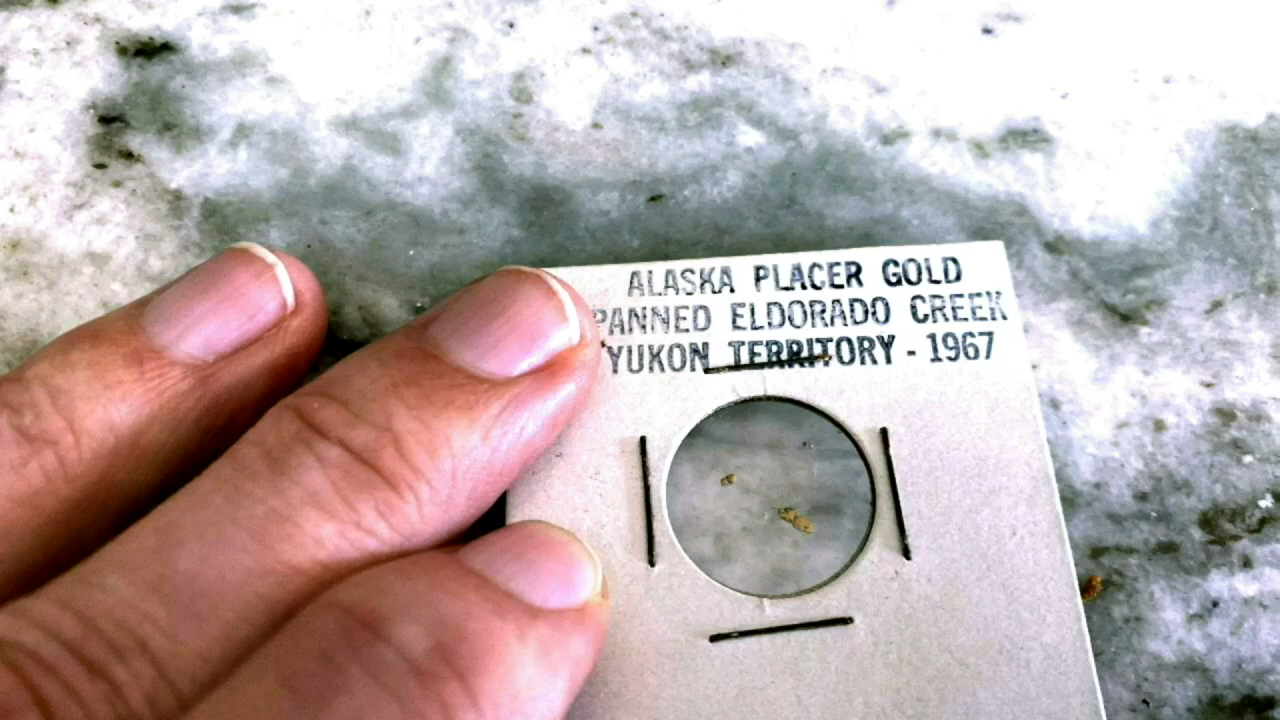 ALASKA PLACER GOLD
PANNED ELDORADO CREEK
YUKON TERRITORY - 1967